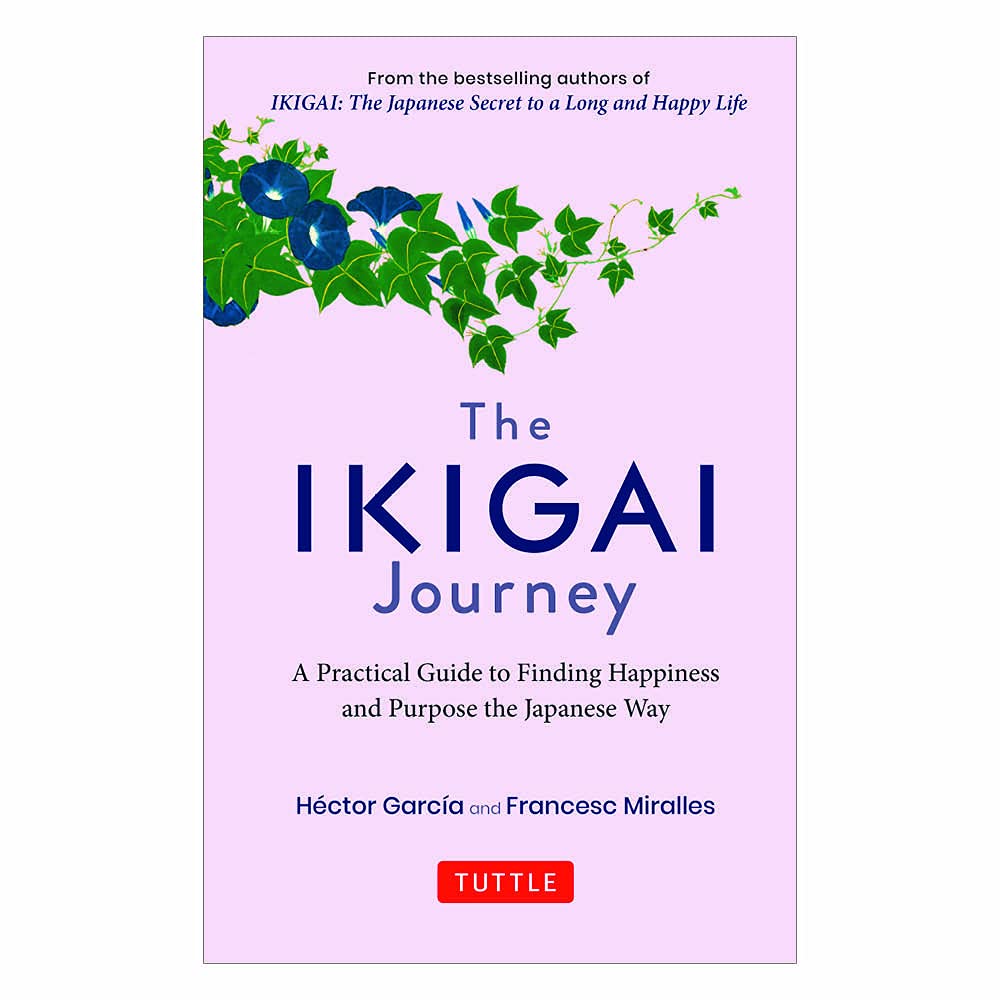 From the bestselling authors of
IKIGAI: The Japanese Secret to a Long and Happy Life
The
IKIGAI
Journey
A Practical Guide to Finding Happiness
and Purpose the Japanese Way
Héctor García and Francesc Miralles
TUTTLE